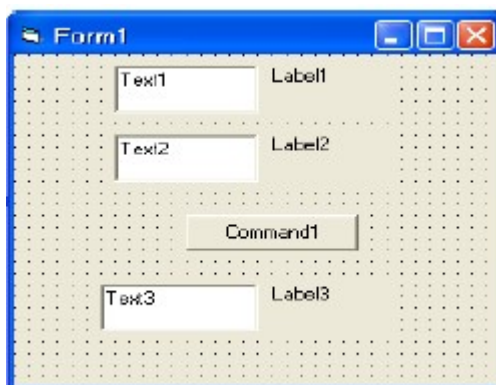 Form1
Text1 Label1
Text2 Label2
Command1
Text3 Label3